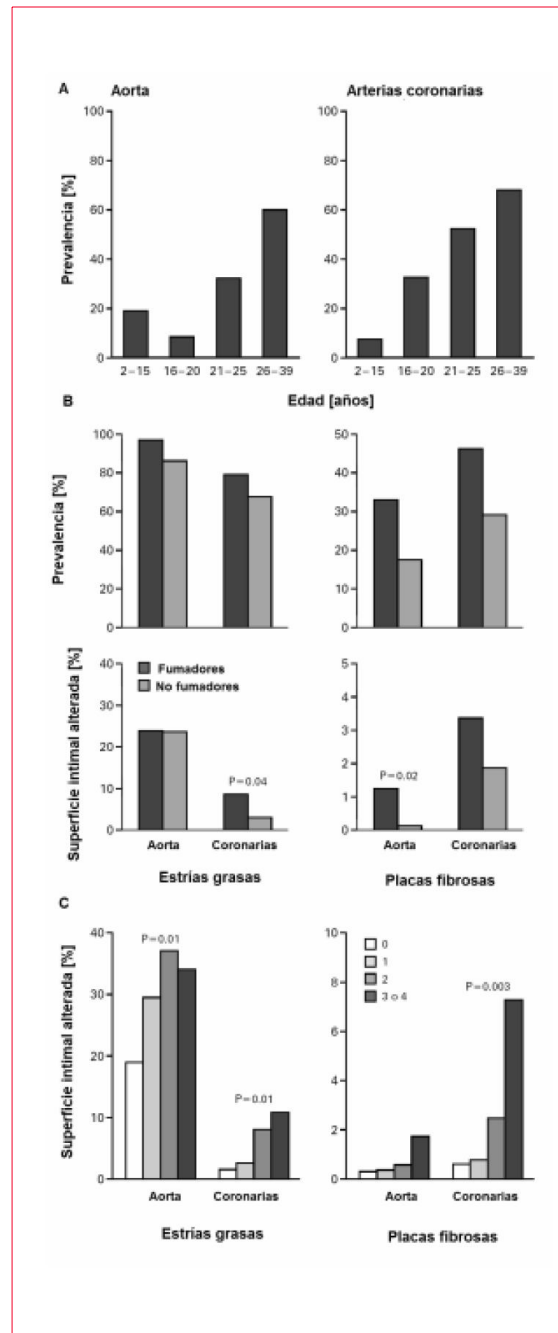 A
Aorta
Arterias coronarias
Prevalencia [%]
100
80
60
40
20
0
2–15 16–20 21–25 26–39
100
80
60
40
20
0
2–15 16–20 21–25 26–39
Edad [años]
B
Prevalencia [%]
100
80
60
40
20
0
50
40
30
20
10
0
Superficie intimal alterada [%]
40
30
20
10
0
Fumadores
No fumadores
P=0.04
Aorta Coronarias
Estrías grasas
5
4
3
2
1
0
P=0.02
Aorta Coronarias
Placas fibrosas
C
Superficie intimal alterada [%]
40
30
20
10
0
P=0.01
P=0.01
Aorta Coronarias
Estrías grasas
10
8
6
4
2
0
0
1
2
3 o 4
P=0.003
Aorta Coronarias
Placas fibrosas